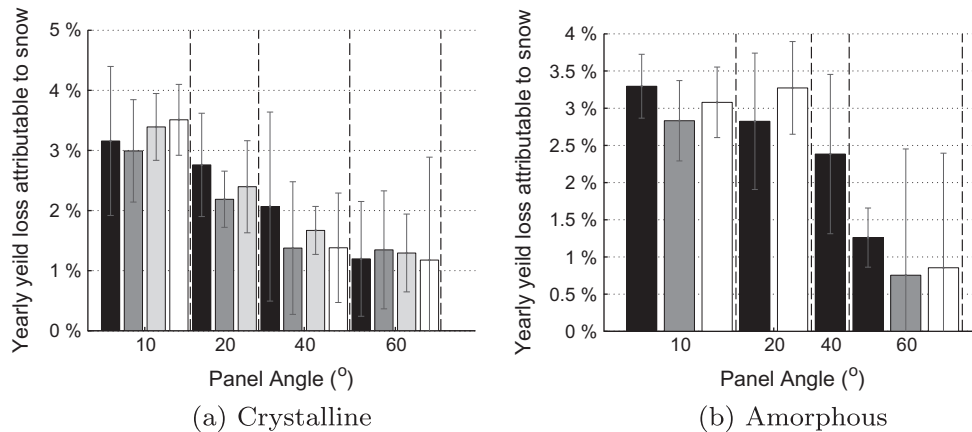 Yearly yeild loss attributable to snow
5 %
4 %
3 %
2 %
1 %
0 %
10 20 40 60
Panel Angle (o)
(a) Crystalline
Yearly yeild loss attributable to snow
4 %
3.5 %
3 %
2.5 %
2 %
1.5 %
1 %
0.5 %
0 %
10 20 40 60
Panel Angle (o)
(b) Amorphous